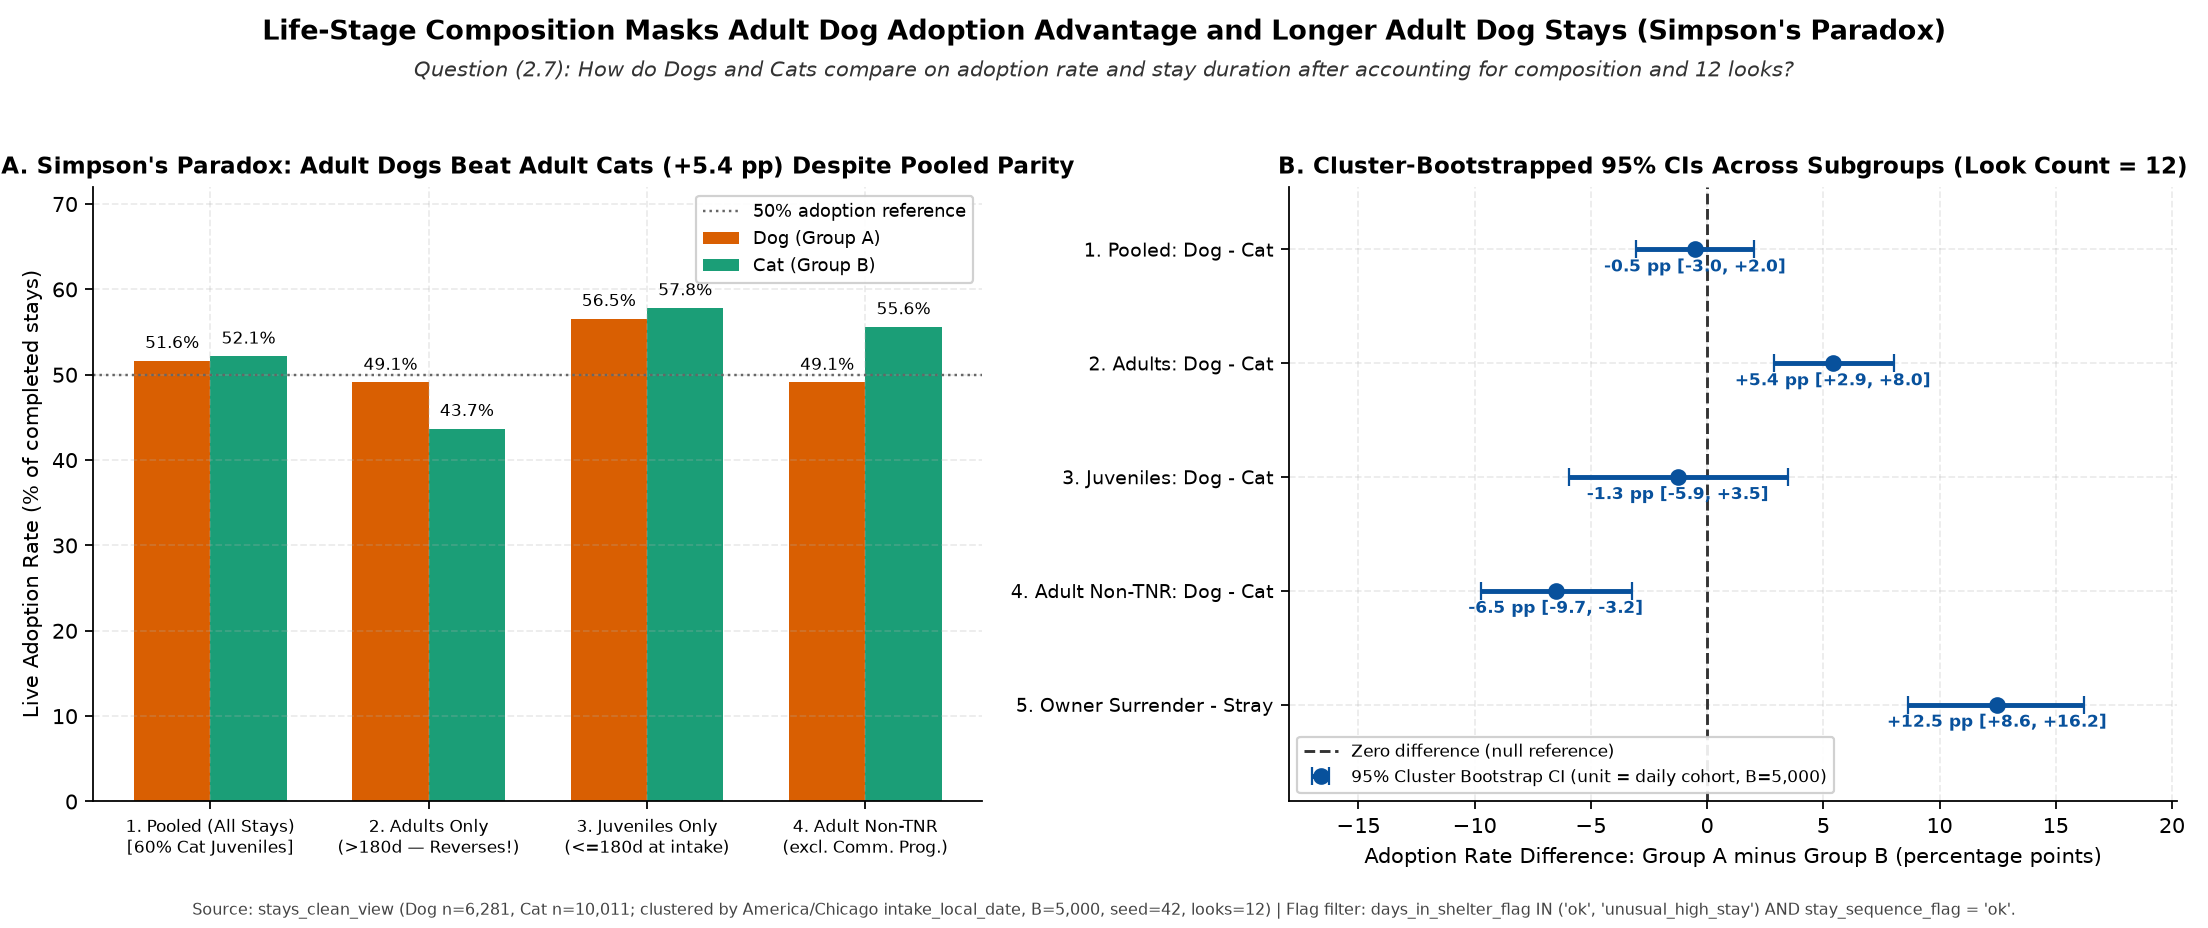 Life-Stage Composition Masks Adult Dog Adoption Advantage and Longer Adult Dog Stays (Simpson's Paradox)
Question (2.7): How do Dogs and Cats compare on adoption rate and stay duration after accounting for composition and 12 looks?
A. Simpson's Paradox: Adult Dogs Beat Adult Cats (+5.4 pp) Despite Pooled Parity
Live Adoption Rate (% of completed stays)
70
60
50
40
30
20
10
0
50% adoption reference
Dog (Group A)
Cat (Group B)
51.6%
52.1%
49.1%
43.7%
56.5%
57.8%
49.1%
55.6%
1. Pooled (All Stays)
[60% Cat Juveniles]
2. Adults Only
(>180d — Reverses!)
3. Juveniles Only
(<=180d at intake)
4. Adult Non-TNR
(excl. Comm. Prog.)
B. Cluster-Bootstrapped 95% CIs Across Subgroups (Look Count = 12)
1. Pooled: Dog - Cat
-0.5 pp [-3.0, +2.0]
2. Adults: Dog - Cat
+5.4 pp [+2.9, +8.0]
3. Juveniles: Dog - Cat
-1.3 pp [-5.9, +3.5]
4. Adult Non-TNR: Dog - Cat
-6.5 pp [-9.7, -3.2]
5. Owner Surrender - Stray
+12.5 pp [+8.6, +16.2]
Zero difference (null reference)
95% Cluster Bootstrap CI (unit = daily cohort, B=5,000)
−15
−10
−5
0
5
10
15
20
Adoption Rate Difference: Group A minus Group B (percentage points)
Source: stays_clean_view (Dog n=6,281, Cat n=10,011; clustered by America/Chicago intake_local_date, B=5,000, seed=42, looks=12) | Flag filter: days_in_shelter_flag IN ('ok', 'unusual_high_stay') AND stay_sequence_flag = 'ok'.